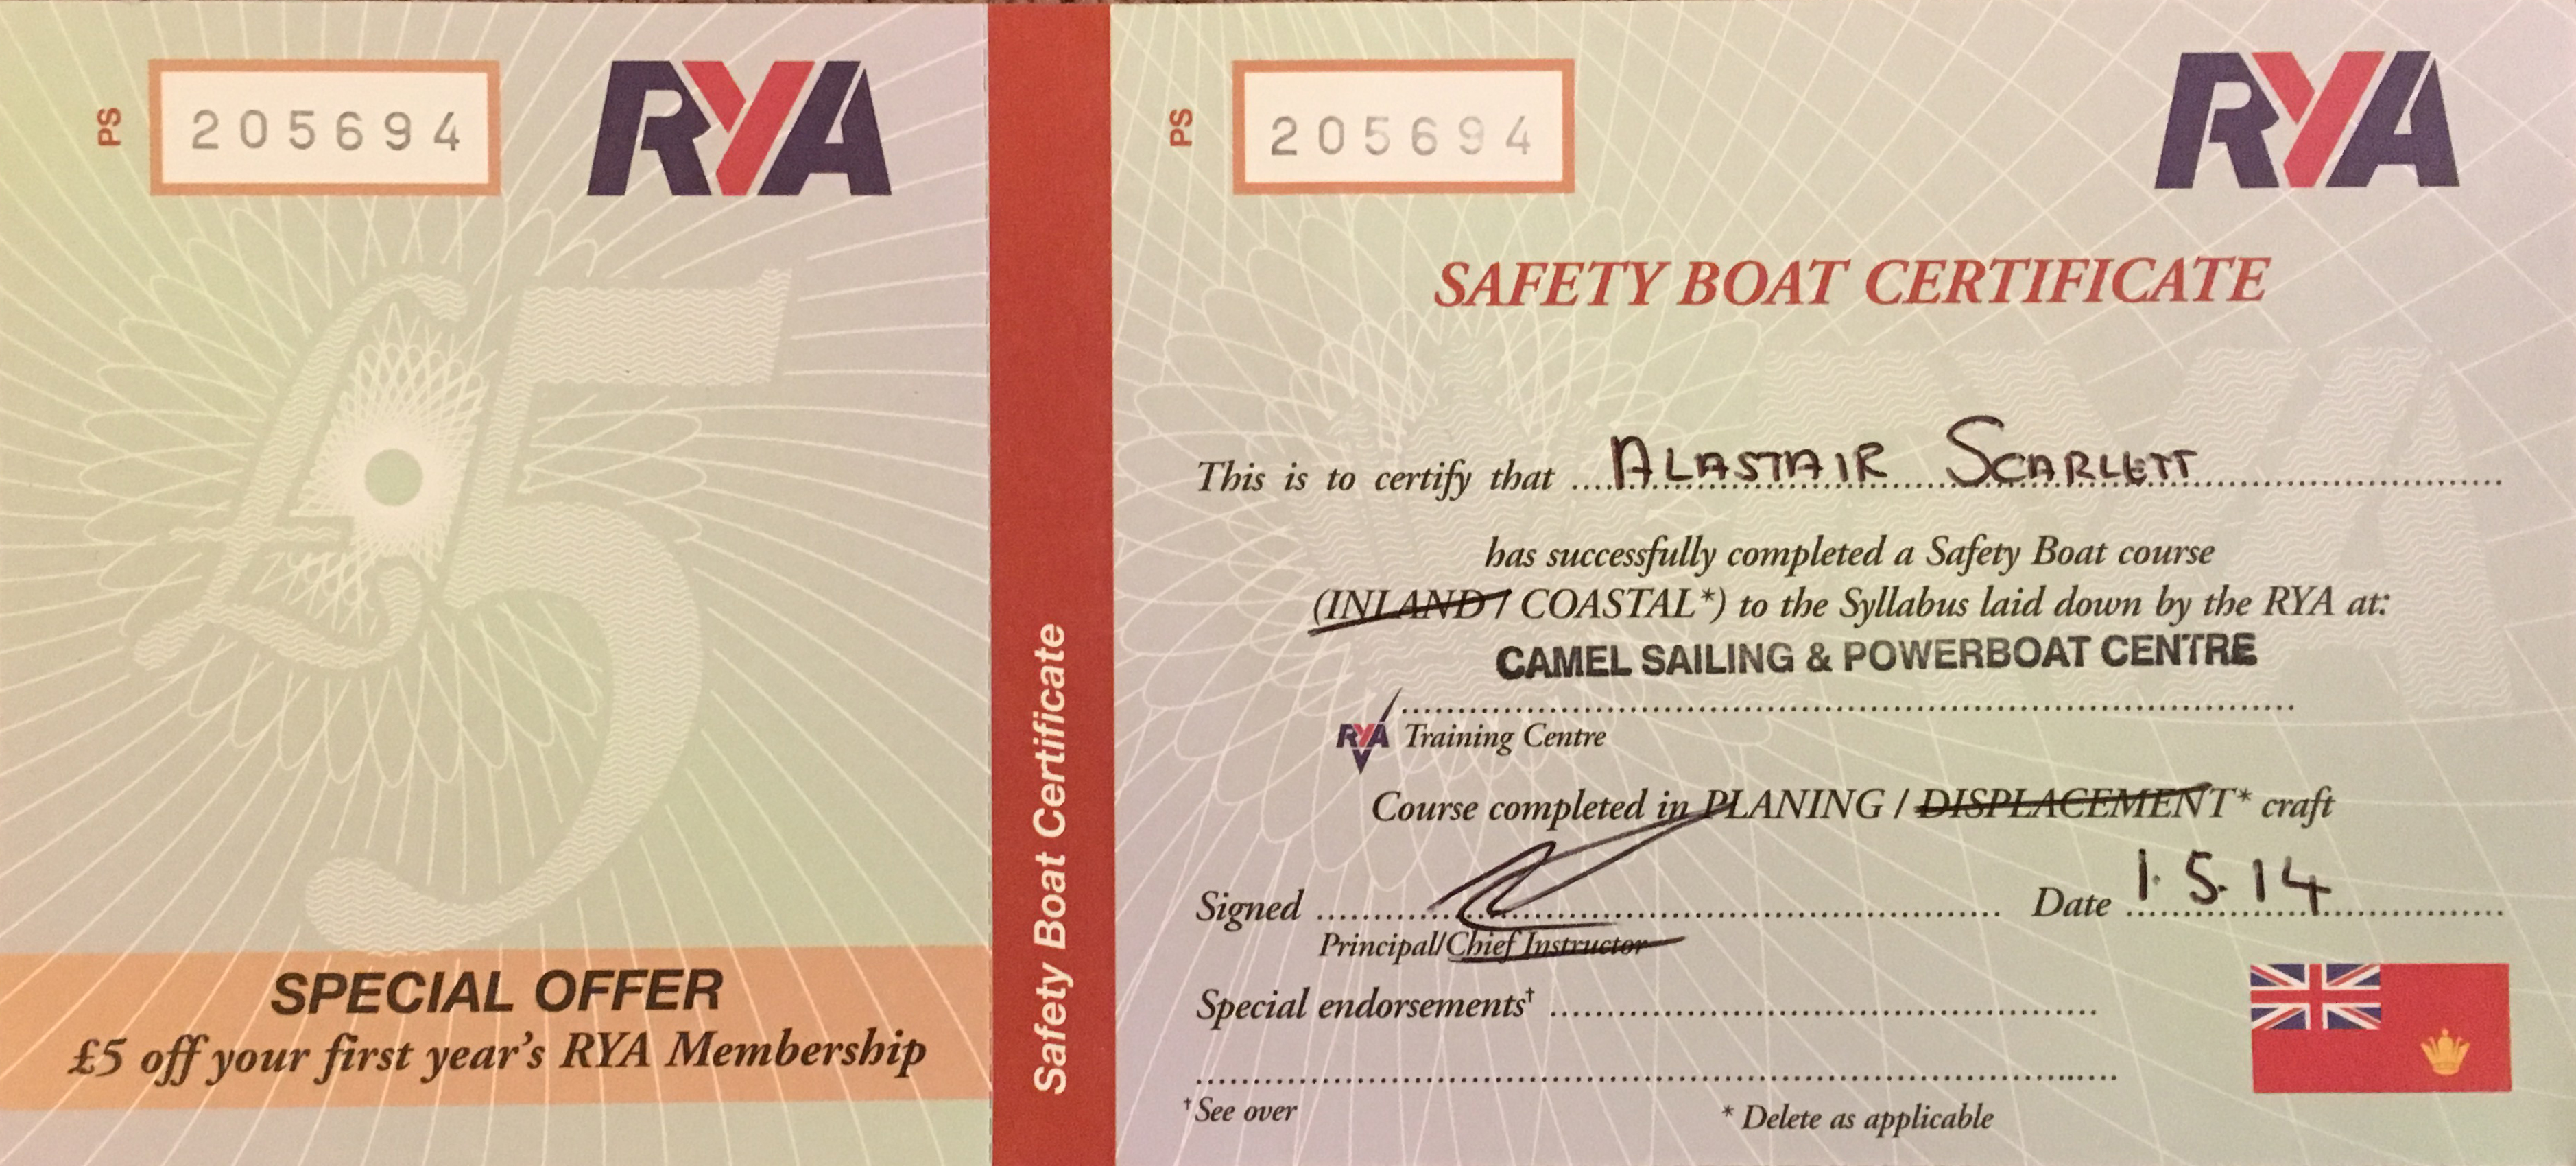 PS
205694
RYA
SPECIAL OFFER
£5 off your first year's RYA Membership
£5
Safety Boat Certificate
PS
205694
RYA
SAFETY BOAT CERTIFICATE
RYA
This is to certify that ALASTAIR SCARLETT
has successfully completed a Safety Boat course
(INLAND / COASTAL*) to the Syllabus laid down by the RYA at:
CAMEL SAILING & POWERBOAT CENTRE
RYA Training Centre
Course completed in PLANING / DISPLACEMENT* craft
Signed Date 1.5.14
Principal/Chief Instructor
Special endorsements†
†See over * Delete as applicable